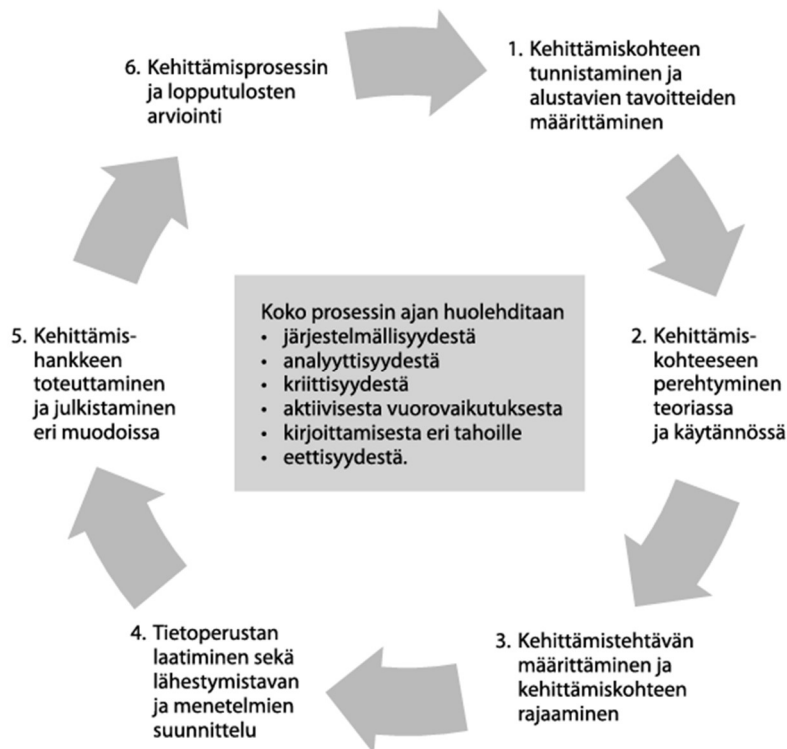 1. Kehittämiskohteen
tunnistaminen ja
alustavien tavoitteiden
määrittäminen
2. Kehittämis-
kohteeseen
perehtyminen
teoriassa
ja käytännössä
3. Kehittämistehtävän
määrittäminen ja
kehittämiskohteen
rajaaminen
4. Tietoperustan
laatiminen sekä
lähestymistavan
ja menetelmien
suunnittelu
5. Kehittämis-
hankkeen
toteuttaminen
ja julkistaminen
eri muodoissa
6. Kehittämisprosessin
ja lopputulosten
arviointi
Koko prosessin ajan huolehditaan
• järjestelmällisyydestä
• analyyttisyydestä
• kriittisyydestä
• aktiivisesta vuorovaikutuksesta
• kirjoittamisesta eri tahoille
• eettisyydestä.